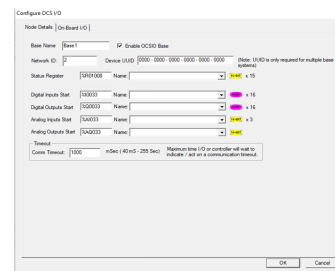 Configure OCS I/O
Node Details On-Board I/O
Base Name Base1 Enable OCSIO Base
Network ID: 2 Device UUID 0000 - 0000 - 0000 - 0000 - 0000 - 0000 - 0000 (Note: UUID is only required for multiple base systems)
Status Register %R01008 Name: x 15
Digital Inputs Start %I0033 Name: x 16
Digital Outputs Start %Q0033 Name: x 16
Analog Inputs Start %AI033 Name: x 3
Analog Outputs Start %AQ033 Name:
Timeout
Comm Timeout: 1000 mSec ( 40 mS - 255 Sec) Maximum time I/O or controller will wait to
indicate / act on a communication timeout.
OK Cancel